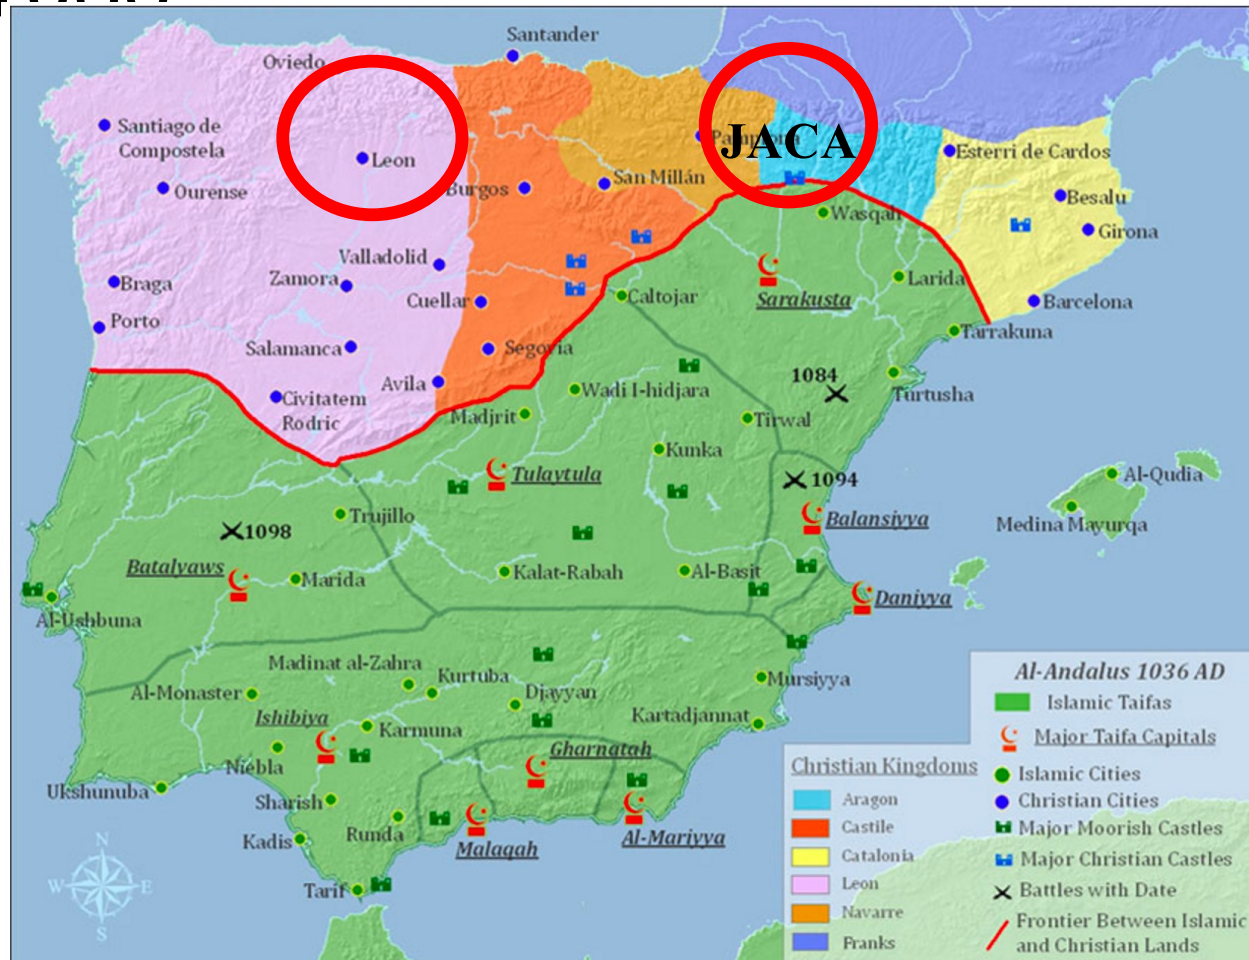 Santander
Oviedo
Santiago de
Compostela
Leon
Pamplona
JACA
Esterri de Cardos
Ourense
Burgos
San Millán
Besalu
Wasqah
Girona
Valladolid
Zamora
Braga
Cuellar
Caltojar
Sarakusta
Larida
Barcelona
Porto
Salamanca
Segovia
Tarrakuna
Avila
Civitatem
Rodric
Wadi I-hidjara
1084
Turtusha
Madjrit
Tirwal
Kunka
Tulaytula
1094
Al-Qudia
Trujillo
Balansiyya
Medina Mayurqa
1098
Batalyaws
Marida
Kalat-Rabah
Al-Basit
Daniyya
Al-Ushbuna
Madinat al-Zahra
Kurtuba
Mursiyya
Al-Monaster
Djayyan
Ishibiya
Karmuna
Kartadjannat
Gharnatah
Niebla
Ukshunuba
Sharish
Runda
Kadis
Malaqah
Al-Mariyya
Tarif
N
W
E
S
Al-Andalus 1036 AD
Islamic Taifas
Major Taifa Capitals
Islamic Cities
Christian Cities
Major Moorish Castles
Major Christian Castles
Battles with Date
Frontier Between Islamic
and Christian Lands
Christian Kingdoms
Aragon
Castile
Catalonia
Leon
Navarre
Franks